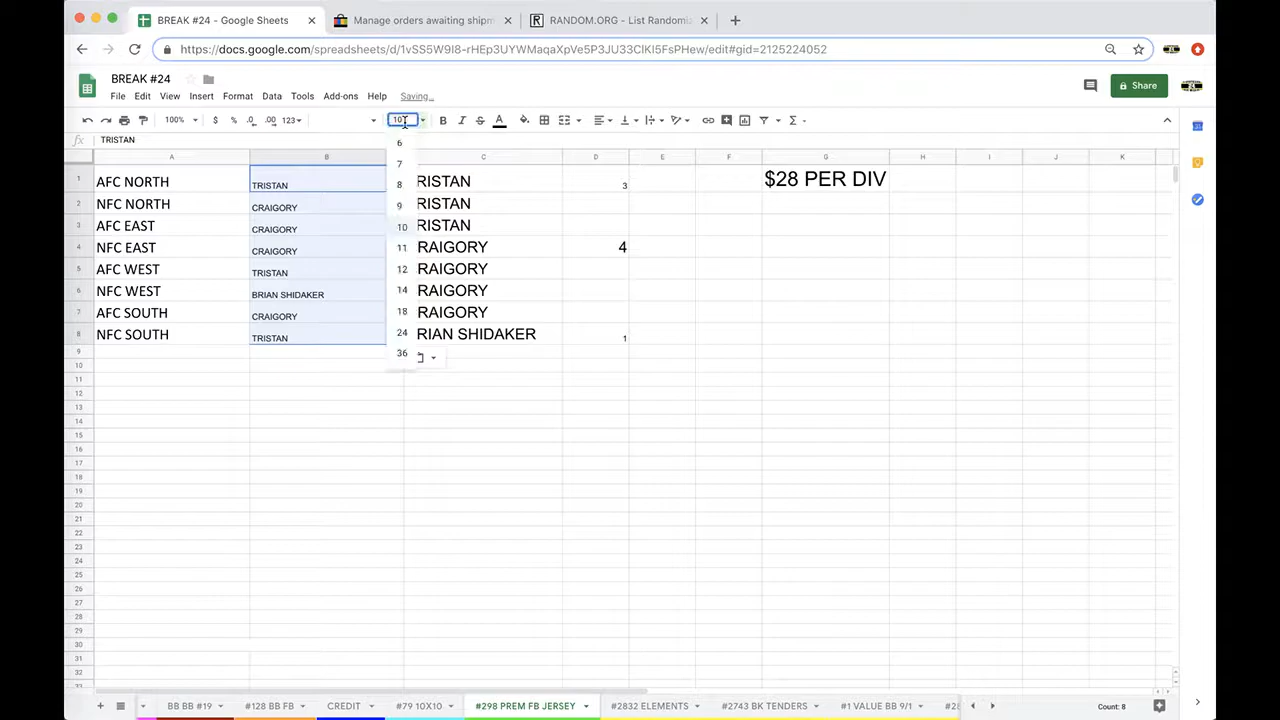 BREAK #24 - Google Sheets
Manage orders awaiting shipm
RANDOM.ORG - List Randomiz
https://docs.google.com/spreadsheets/d/1vSS5W9I8-rHEp3UYWMaqaXpVe5P3JU33ClKI5FsPHew/edit#gid=2125224052
BREAK #24
Share
File Edit View Insert Format Data Tools Add-ons Help Saving...
100% $ % .0 .00 123 10 B I S A
fx TRISTAN
A B C D E F G H I J K
1 AFC NORTH TRISTAN RISTAN 3 $28 PER DIV
2 NFC NORTH CRAIGORY RISTAN
3 AFC EAST CRAIGORY RISTAN
4 NFC EAST CRAIGORY RAIGORY 4
5 AFC WEST TRISTAN RAIGORY
6 NFC WEST BRIAN SHIDAKER RAIGORY
7 AFC SOUTH CRAIGORY RAIGORY
8 NFC SOUTH TRISTAN RIAN SHIDAKER 1
6
7
8
9
10
11
12
14
18
24
36
9
10
11
12
13
14
15
16
17
18
19
20
21
22
23
24
25
26
27
28
29
30
31
32
33
BB BB #19 #128 BB FB CREDIT #79 10X10 #298 PREM FB JERSEY #2832 ELEMENTS #2743 BK TENDERS #1 VALUE BB 9/1 #28 Count: 8